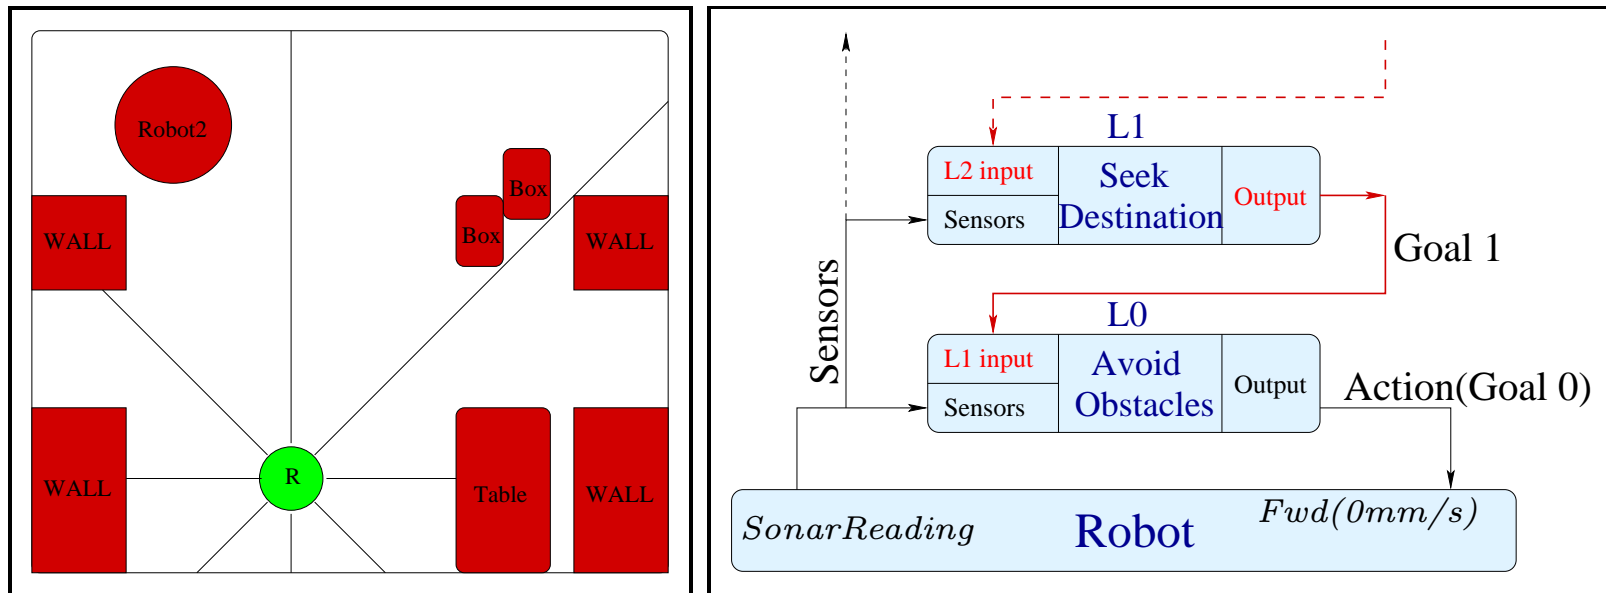 Robot2
Box
WALL
Box
WALL
R
WALL
Table
WALL
L1
L2 input
Seek
Destination
Sensors
Output
Goal 1
Sensors
L0
L1 input
Avoid
Obstacles
Sensors
Output
Action(Goal 0)
SonarReading
Robot
Fwd(0mm/s)